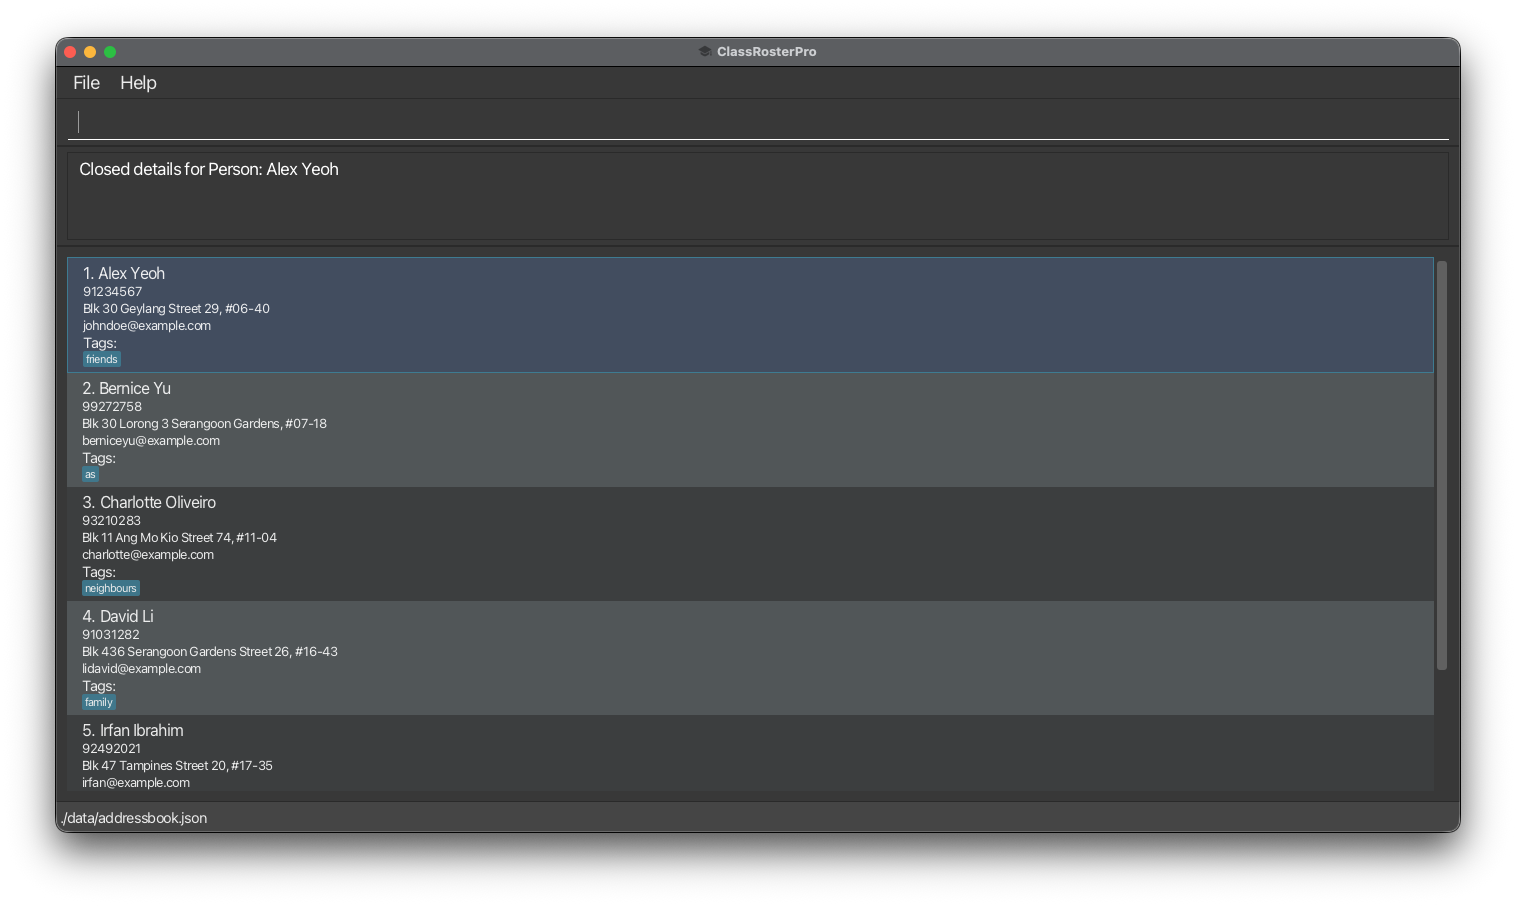 ClassRosterPro
File Help
Closed details for Person: Alex Yeoh
1. Alex Yeoh
91234567
Blk 30 Geylang Street 29, #06-40
johndoe@example.com
Tags:
friends
2. Bernice Yu
99272758
Blk 30 Lorong 3 Serangoon Gardens, #07-18
berniceyu@example.com
Tags:
as
3. Charlotte Oliveiro
93210283
Blk 11 Ang Mo Kio Street 74, #11-04
charlotte@example.com
Tags:
neighbours
4. David Li
91031282
Blk 436 Serangoon Gardens Street 26, #16-43
lidavid@example.com
Tags:
family
5. Irfan Ibrahim
92492021
Blk 47 Tampines Street 20, #17-35
irfan@example.com
./data/addressbook.json